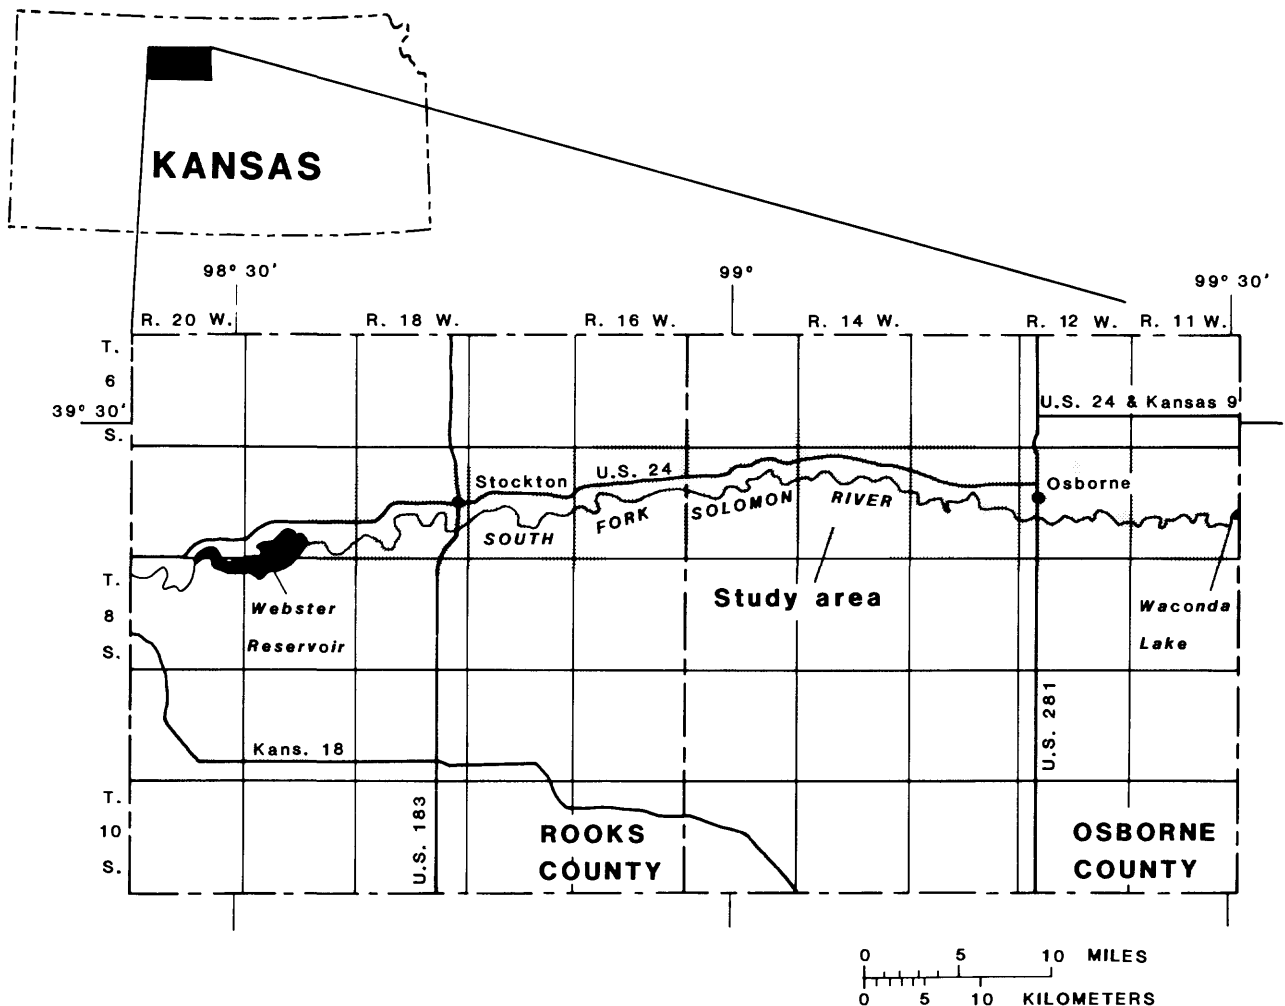 KANSAS
98° 30'
99°
99° 30'
R. 20 W.
R. 18 W.
R. 16 W.
R. 14 W.
R. 12 W.
R. 11 W.
T.
6
S.
39° 30'
U.S. 24 & Kansas 9
Stockton
U.S. 24
Osborne
SOUTH
FORK
SOLOMON
RIVER
T.
8
S.
Webster
Reservoir
Study area
Waconda
Lake
Kans. 18
U.S. 281
T.
10
S.
U.S. 183
ROOKS
COUNTY
OSBORNE
COUNTY
0 5 10 MILES
0 5 10 KILOMETERS